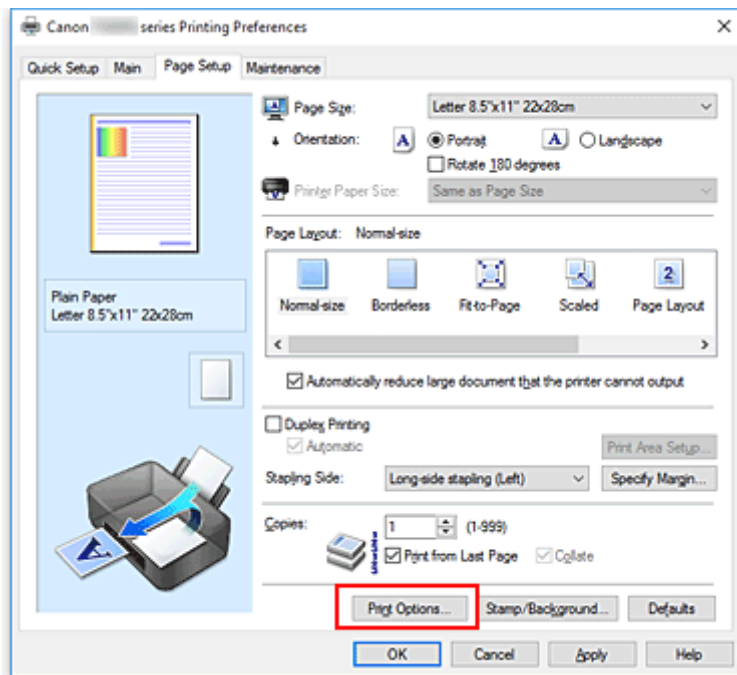 Canon series Printing Preferences
Quick Setup Main Page Setup Maintenance
Page Size: Letter 8.5"x11" 22x28cm
Orientation: A Portrait A Landscape
Rotate 180 degrees
Printer Paper Size: Same as Page Size
Page Layout: Normal-size
2
Normal-size Borderless Fit-to-Page Scaled Page Layout
Plain Paper
Letter 8.5"x11" 22x28cm
Automatically reduce large document that the printer cannot output
Duplex Printing
Automatic Print Area Setup...
Stapling Side: Long-side stapling (Left) Specify Margin...
Copies: 1 (1-999)
Print from Last Page Collate
A
Print Options... Stamp/Background... Defaults
OK Cancel Apply Help